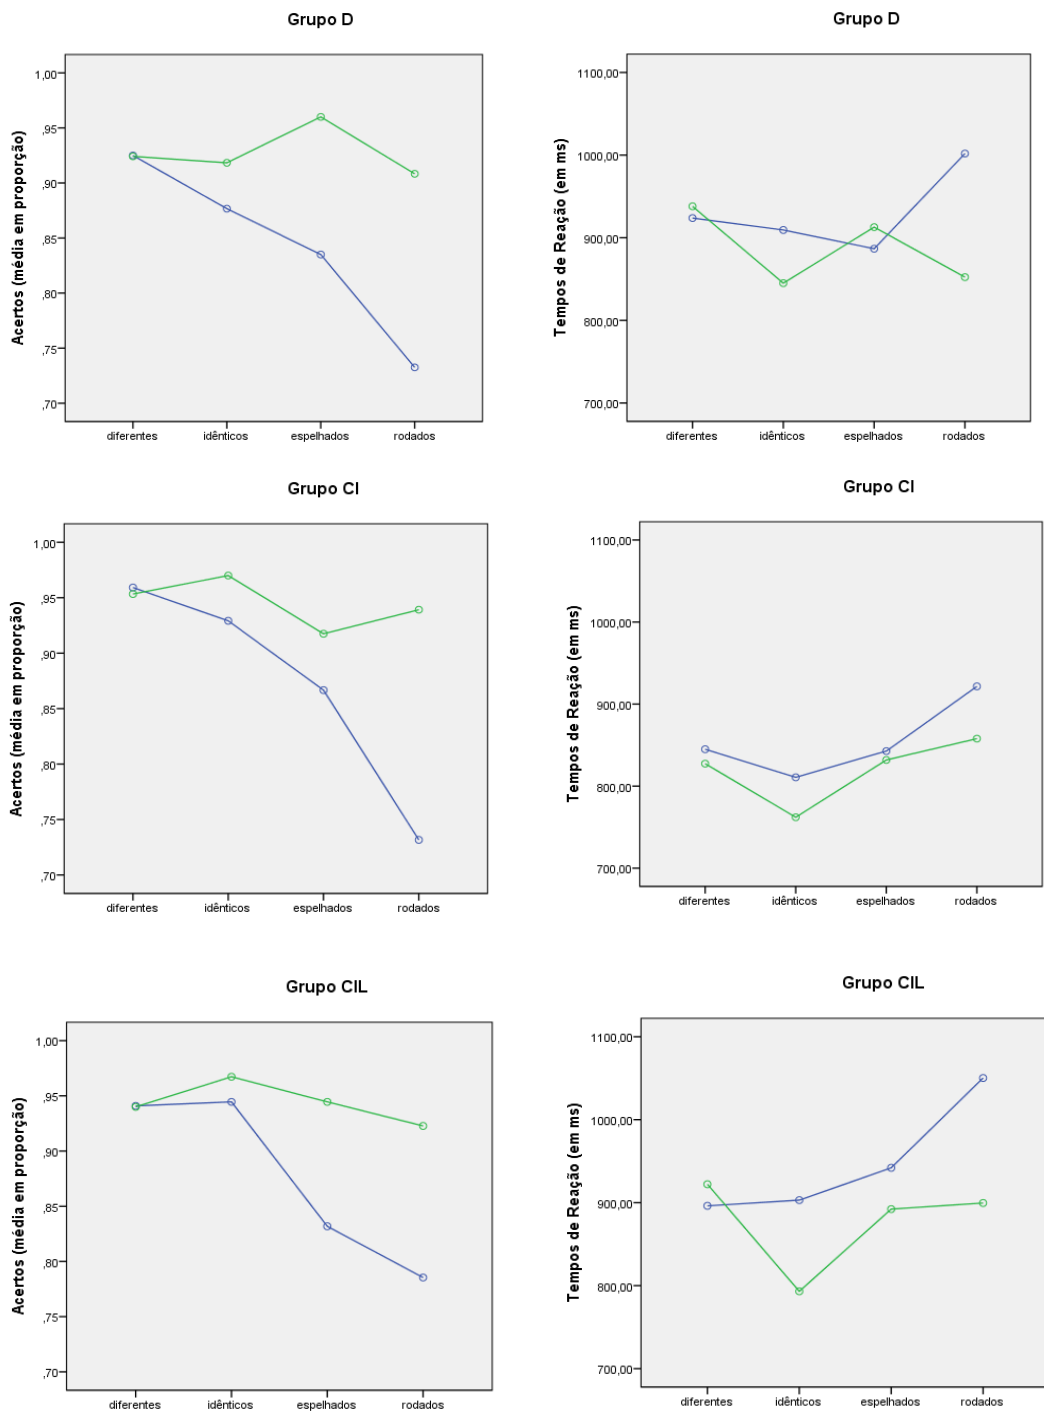 Grupo D
Acertos (média em proporção)
1,00
,95
,90
,85
,80
,75
,70
diferentes
idênticos
espelhados
rodados
Grupo D
Tempos de Reação (em ms)
1100,00
1000,00
900,00
800,00
700,00
diferentes
idênticos
espelhados
rodados
Grupo CI
Acertos (média em proporção)
1,00
,95
,90
,85
,80
,75
,70
diferentes
idênticos
espelhados
rodados
Grupo CI
Tempos de Reação (em ms)
1100,00
1000,00
900,00
800,00
700,00
diferentes
idênticos
espelhados
rodados
Grupo CIL
Acertos (média em proporção)
1,00
,95
,90
,85
,80
,75
,70
diferentes
idênticos
espelhados
rodados
Grupo CIL
Tempos de Reação (em ms)
1100,00
1000,00
900,00
800,00
700,00
diferentes
idênticos
espelhados
rodados